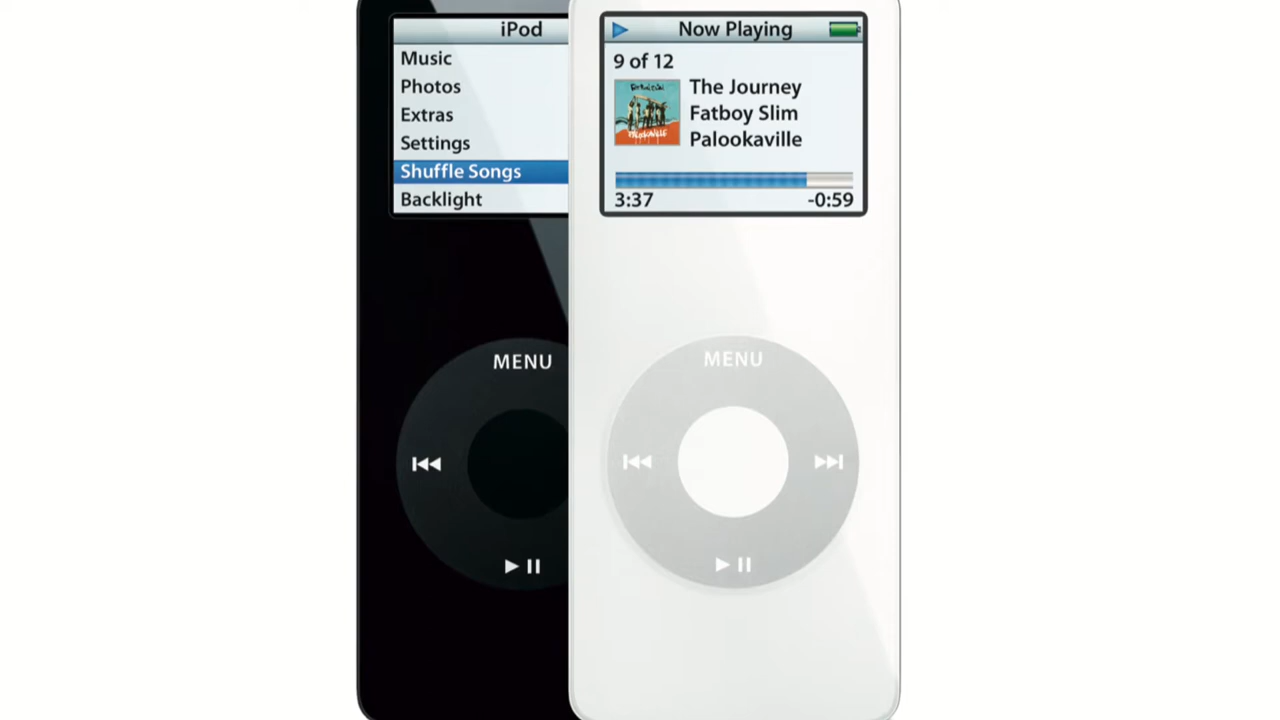 iPod
Music
Photos
Extras
Settings
Shuffle Songs
Backlight
MENU
Now Playing
9 of 12
The Journey
Fatboy Slim
Palookaville
PALOOKAVILLE
3:37
-0:59
MENU